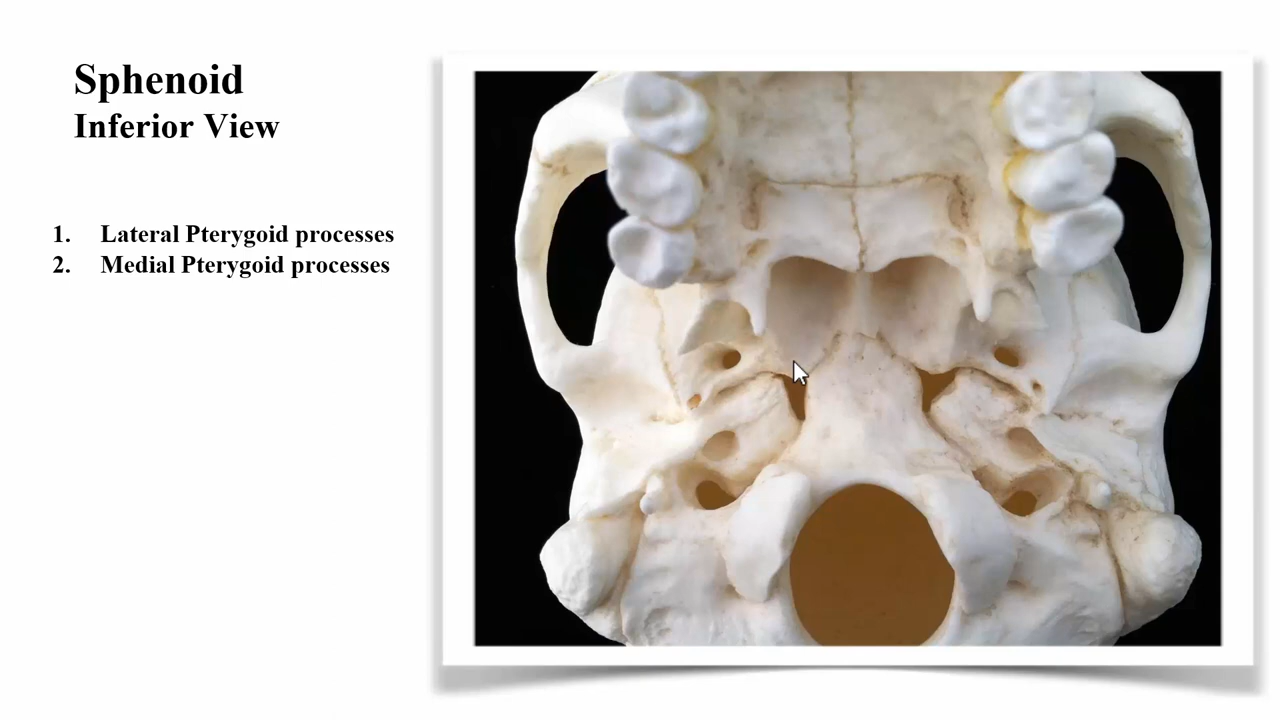 Sphenoid
Inferior View
1. Lateral Pterygoid processes
2. Medial Pterygoid processes